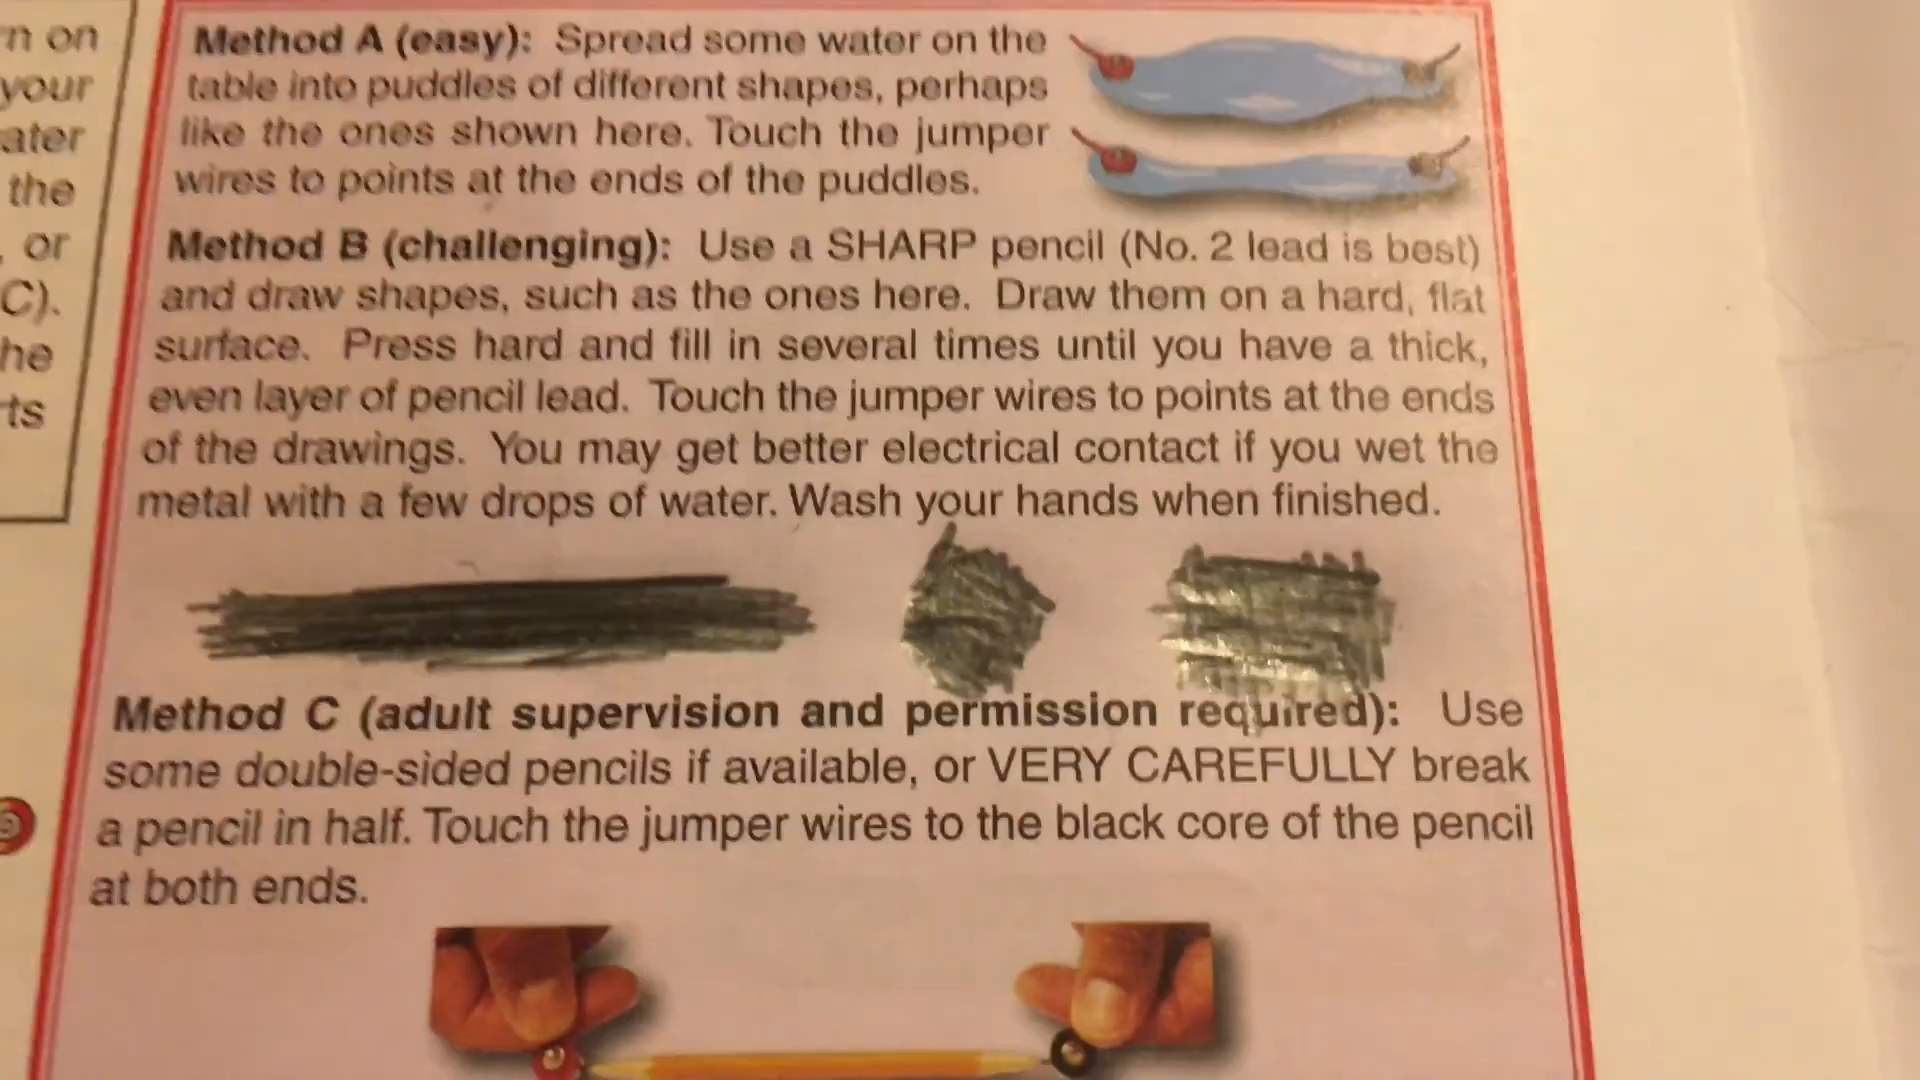 n on
your
ater
the
or
C).
he
ts
Method A (easy): Spread some water on the
table into puddles of different shapes, perhaps
like the ones shown here. Touch the jumper
wires to points at the ends of the puddles.
Method B (challenging): Use a SHARP pencil (No. 2 lead is best)
and draw shapes, such as the ones here. Draw them on a hard, flat
surface. Press hard and fill in several times until you have a thick,
even layer of pencil lead. Touch the jumper wires to points at the ends
of the drawings. You may get better electrical contact if you wet the
metal with a few drops of water. Wash your hands when finished.
Method C (adult supervision and permission required): Use
some double-sided pencils if available, or VERY CAREFULLY break
a pencil in half. Touch the jumper wires to the black core of the pencil
at both ends.